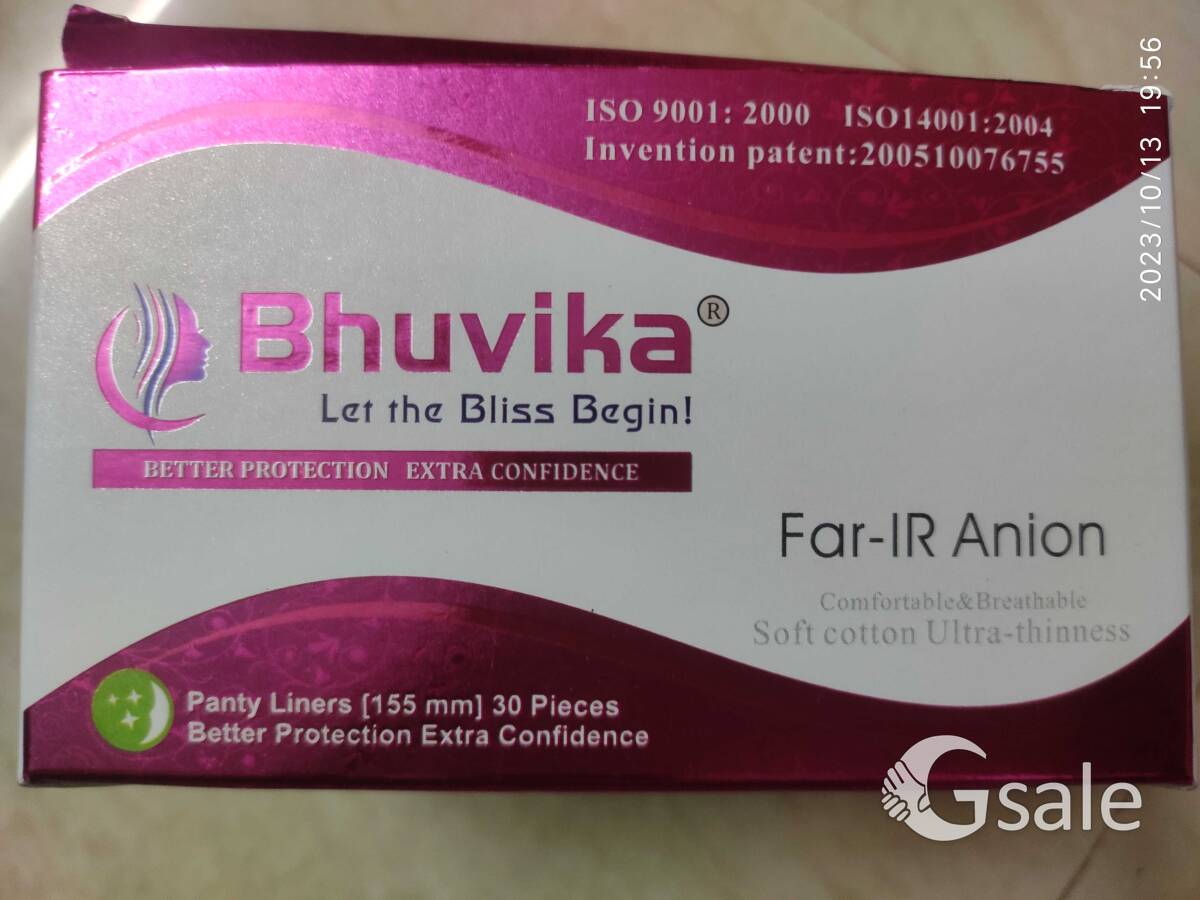 ISO 9001: 2000 ISO14001:2004
Invention patent:200510076755
2023/10/13 19:56
Bhuvika®
Let the Bliss Begin!
BETTER PROTECTION EXTRA CONFIDENCE
Far-IR Anion
Comfortable&Breathable
Soft cotton Ultra-thinness
Panty Liners [155 mm] 30 Pieces
Better Protection Extra Confidence
Gsale